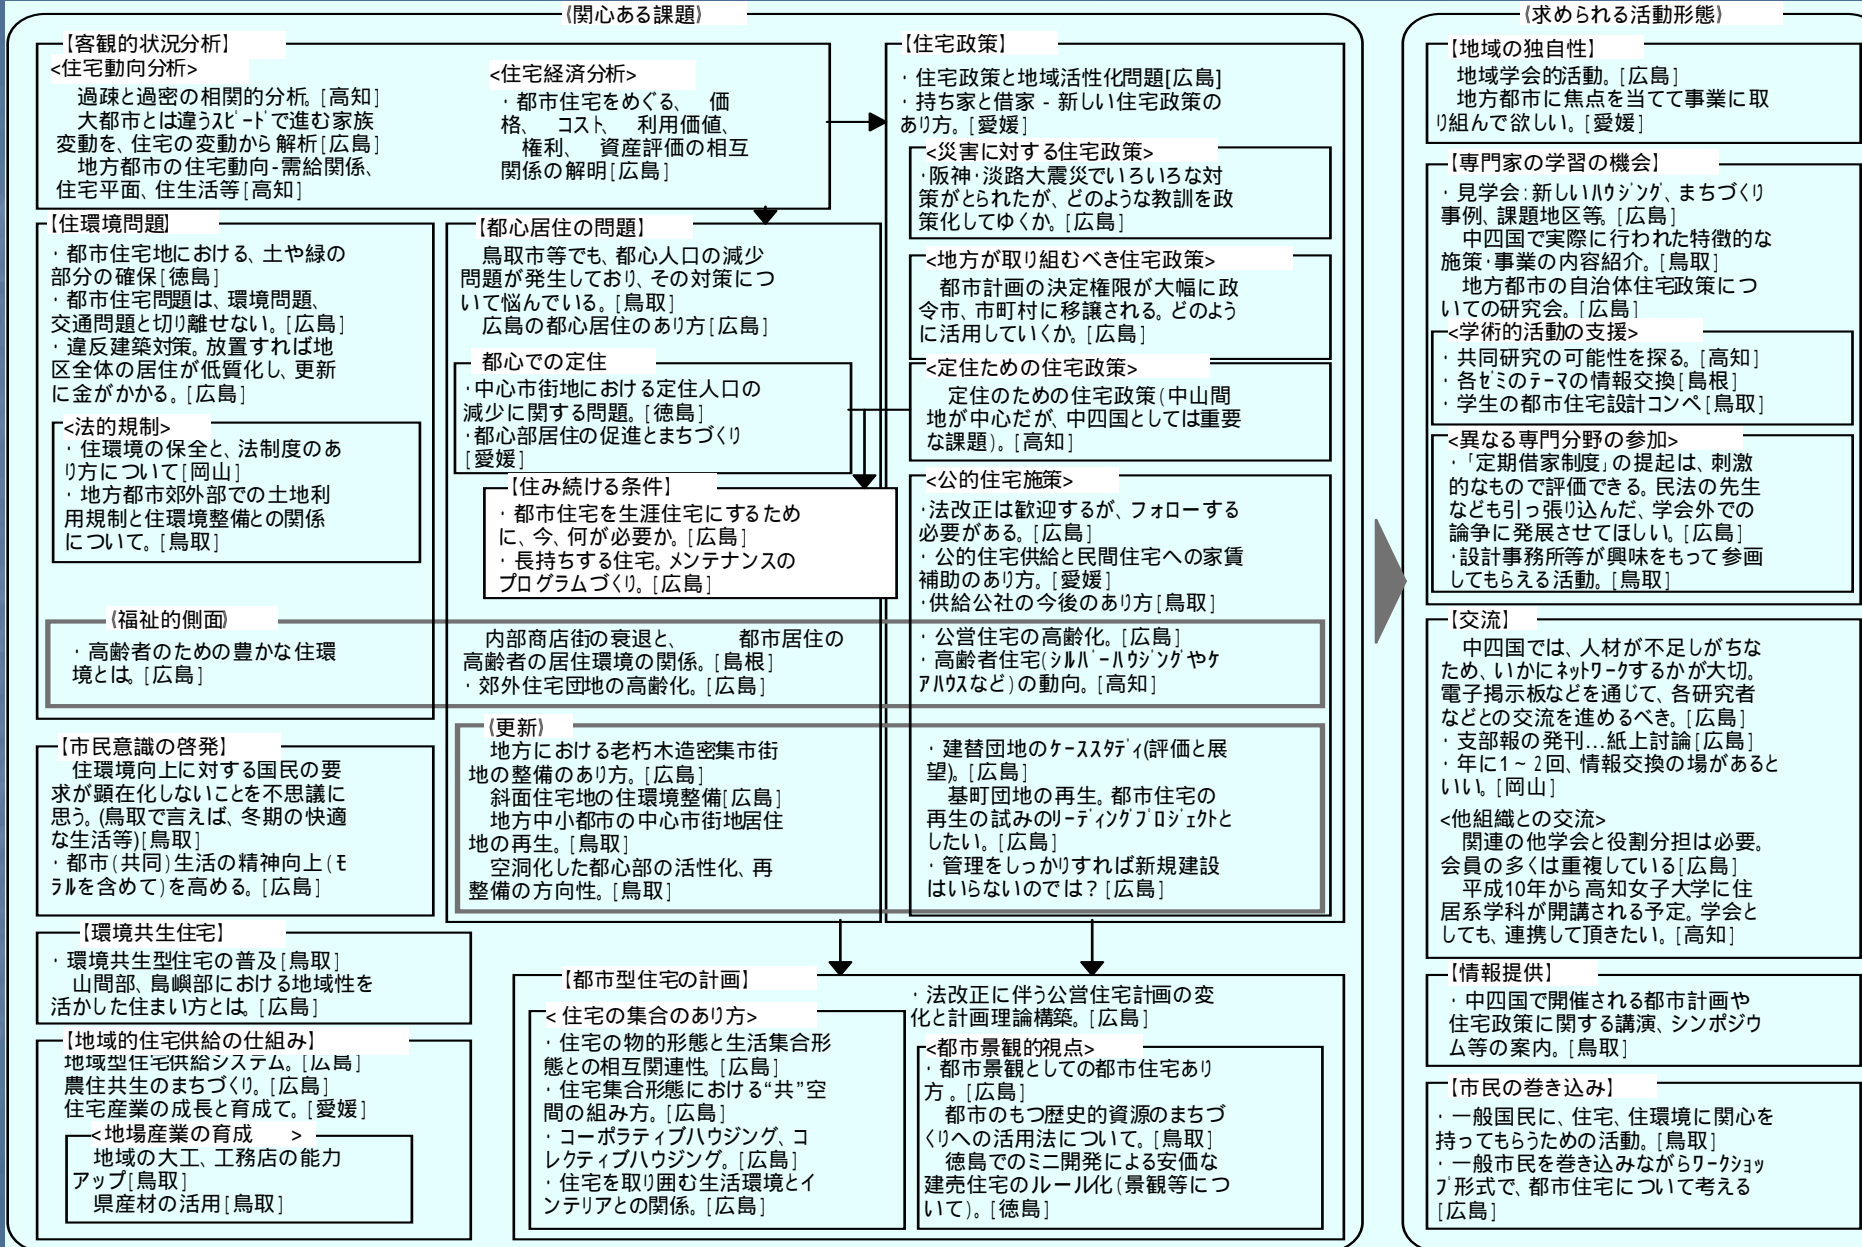 《関心ある課題》
【客観的状況分析】
<住宅動向分析>
過疎と過密の相関的分析。[高知]
大都市とは違うｽﾋﾟｰﾄﾞで進む家族
変動を、住宅の変動から解析[広島]
地方都市の住宅動向-需給関係、
住宅平面、住生活等[高知]
<住宅経済分析>
・都市住宅をめぐる、　価
格、　コスト、　利用価値、
権利、　資産評価の相互
関係の解明[広島]
【住環境問題】
・都市住宅地における、土や緑の
部分の確保[徳島]
・都市住宅問題は、環境問題、
交通問題と切り離せない。[広島]
・違反建築対策。放置すれば地
区全体の居住が低質化し、更新
に金がかかる。[広島]
<法的規制>
・住環境の保全と、法制度のあ
り方について[岡山]
・地方都市郊外部での土地利
用規制と住環境整備との関係
について。[鳥取]
【都心居住の問題】
鳥取市等でも、都心人口の減少
問題が発生しており、その対策につ
いて悩んでいる。[鳥取]
広島の都心居住のあり方[広島]
都心での定住
・中心市街地における定住人口の
減少に関する問題。[徳島]
・都心部居住の促進とまちづくり
[愛媛]
【住み続ける条件】
・都市住宅を生涯住宅にするため
に、今、何が必要か。[広島]
・長持ちする住宅。メンテナンスの
プログラムづくり。[広島]
【住宅政策】
・住宅政策と地域活性化問題[広島]
・持ち家と借家 - 新しい住宅政策の
あり方。[愛媛]
<災害に対する住宅政策>
・阪神・淡路大震災でいろいろな対
策がとられたが、どのような教訓を政
策化してゆくか。[広島]
<地方が取り組むべき住宅政策>
都市計画の決定権限が大幅に政
令市、市町村に移譲される。どのよう
に活用していくか。[広島]
<定住ための住宅政策>
定住のための住宅政策(中山間
地が中心だが、中四国としては重要
な課題)。[高知]
<公的住宅施策>
・法改正は歓迎するが、フォローする
必要がある。[広島]
・公的住宅供給と民間住宅への家賃
補助のあり方。[愛媛]
・供給公社の今後のあり方[鳥取]
《福祉的側面》
・高齢者のための豊かな住環
境とは。[広島]
内部商店街の衰退と、　都市居住の
高齢者の居住環境の関係。[島根]
・郊外住宅団地の高齢化。[広島]
・公営住宅の高齢化。[広島]
・高齢者住宅(ｼﾙﾊﾞｰﾊｳｼﾞﾝｸﾞやｹ
ｱﾊｳｽなど)の動向。[高知]
《更新》
地方における老朽木造密集市街
地の整備のあり方。[広島]
斜面住宅地の住環境整備[広島]
地方中小都市の中心市街地居住
地の再生。[鳥取]
空洞化した都心部の活性化、再
整備の方向性。[鳥取]
・建替団地のｹｰｽｽﾀﾃﾞｨ(評価と展
望)。[広島]
基町団地の再生。都市住宅の
再生の試みのﾘｰﾃﾞｨﾝｸﾞﾌﾟﾛｼﾞｪｸﾄと
したい。[広島]
・管理をしっかりすれば新規建設
はいらないのでは？[広島]
【市民意識の啓発】
住環境向上に対する国民の要
求が顕在化しないことを不思議に
思う。(鳥取で言えば、冬期の快適
な生活等)[鳥取]
・都市(共同)生活の精神向上(ﾓ
ﾗﾙを含めて)を高める。[広島]
【環境共生住宅】
・環境共生型住宅の普及[鳥取]
山間部、島嶼部における地域性を
活かした住まい方とは。[広島]
【地域的住宅供給の仕組み】
地域型住宅供給システム。[広島]
農住共生のまちづくり。[広島]
住宅産業の成長と育成て。[愛媛]
<地場産業の育成　>
地域の大工、工務店の能力
アップ[鳥取]
県産材の活用[鳥取]
【都市型住宅の計画】
< 住宅の集合のあり方>
・住宅の物的形態と生活集合形
態との相互関連性。[広島]
・住宅集合形態における“共”空
間の組み方。[広島]
・コーポラティブハウジング、コ
レクティブハウジング。[広島]
・住宅を取り囲む生活環境とイ
ンテリアとの関係。[広島]
・法改正に伴う公営住宅計画の変
化と計画理論構築。[広島]
<都市景観的視点>
・都市景観としての都市住宅あり
方。[広島]
都市のもつ歴史的資源のまちづ
くりへの活用法について。[鳥取]
徳島でのミニ開発による安価な
建売住宅のルール化(景観等につ
いて)。[徳島]
《求められる活動形態》
【地域の独自性】
地域学会的活動。[広島]
地方都市に焦点を当てて事業に取
り組んで欲しい。[愛媛]
【専門家の学習の機会】
・見学会:新しいﾊｳｼﾞﾝｸﾞ、まちづくり
事例、課題地区等。[広島]
中四国で実際に行われた特徴的な
施策・事業の内容紹介。[鳥取]
地方都市の自治体住宅政策につ
いての研究会。[広島]
<学術的活動の支援>
・共同研究の可能性を探る。[高知]
・各ｾﾞﾐのﾃｰﾏの情報交換[島根]
・学生の都市住宅設計コンペ[鳥取]
<異なる専門分野の参加>
・「定期借家制度」の提起は、刺激
的なもので評価できる。民法の先生
なども引っ張り込んだ、学会外での
論争に発展させてほしい。[広島]
・設計事務所等が興味をもって参画
してもらえる活動。[鳥取]
【交流】
中四国では、人材が不足しがちな
ため、いかにﾈｯﾄﾜｰｸするかが大切。
電子掲示板などを通じて、各研究者
などとの交流を進めるべき。[広島]
・支部報の発刊…紙上討論[広島]
・年に1～2回、情報交換の場があると
いい。[岡山]
<他組織との交流>
関連の他学会と役割分担は必要。
会員の多くは重複している[広島]
平成10年から高知女子大学に住
居系学科が開講される予定。学会と
しても、連携して頂きたい。[高知]
【情報提供】
・中四国で開催される都市計画や
住宅政策に関する講演、シンポジウ
ム等の案内。[鳥取]
【市民の巻き込み】
・一般国民に、住宅、住環境に関心を
持ってもらうための活動。[鳥取]
・一般市民を巻き込みながらﾜｰｸｼｮｯ
ﾌﾟ形式で、都市住宅について考える
[広島]